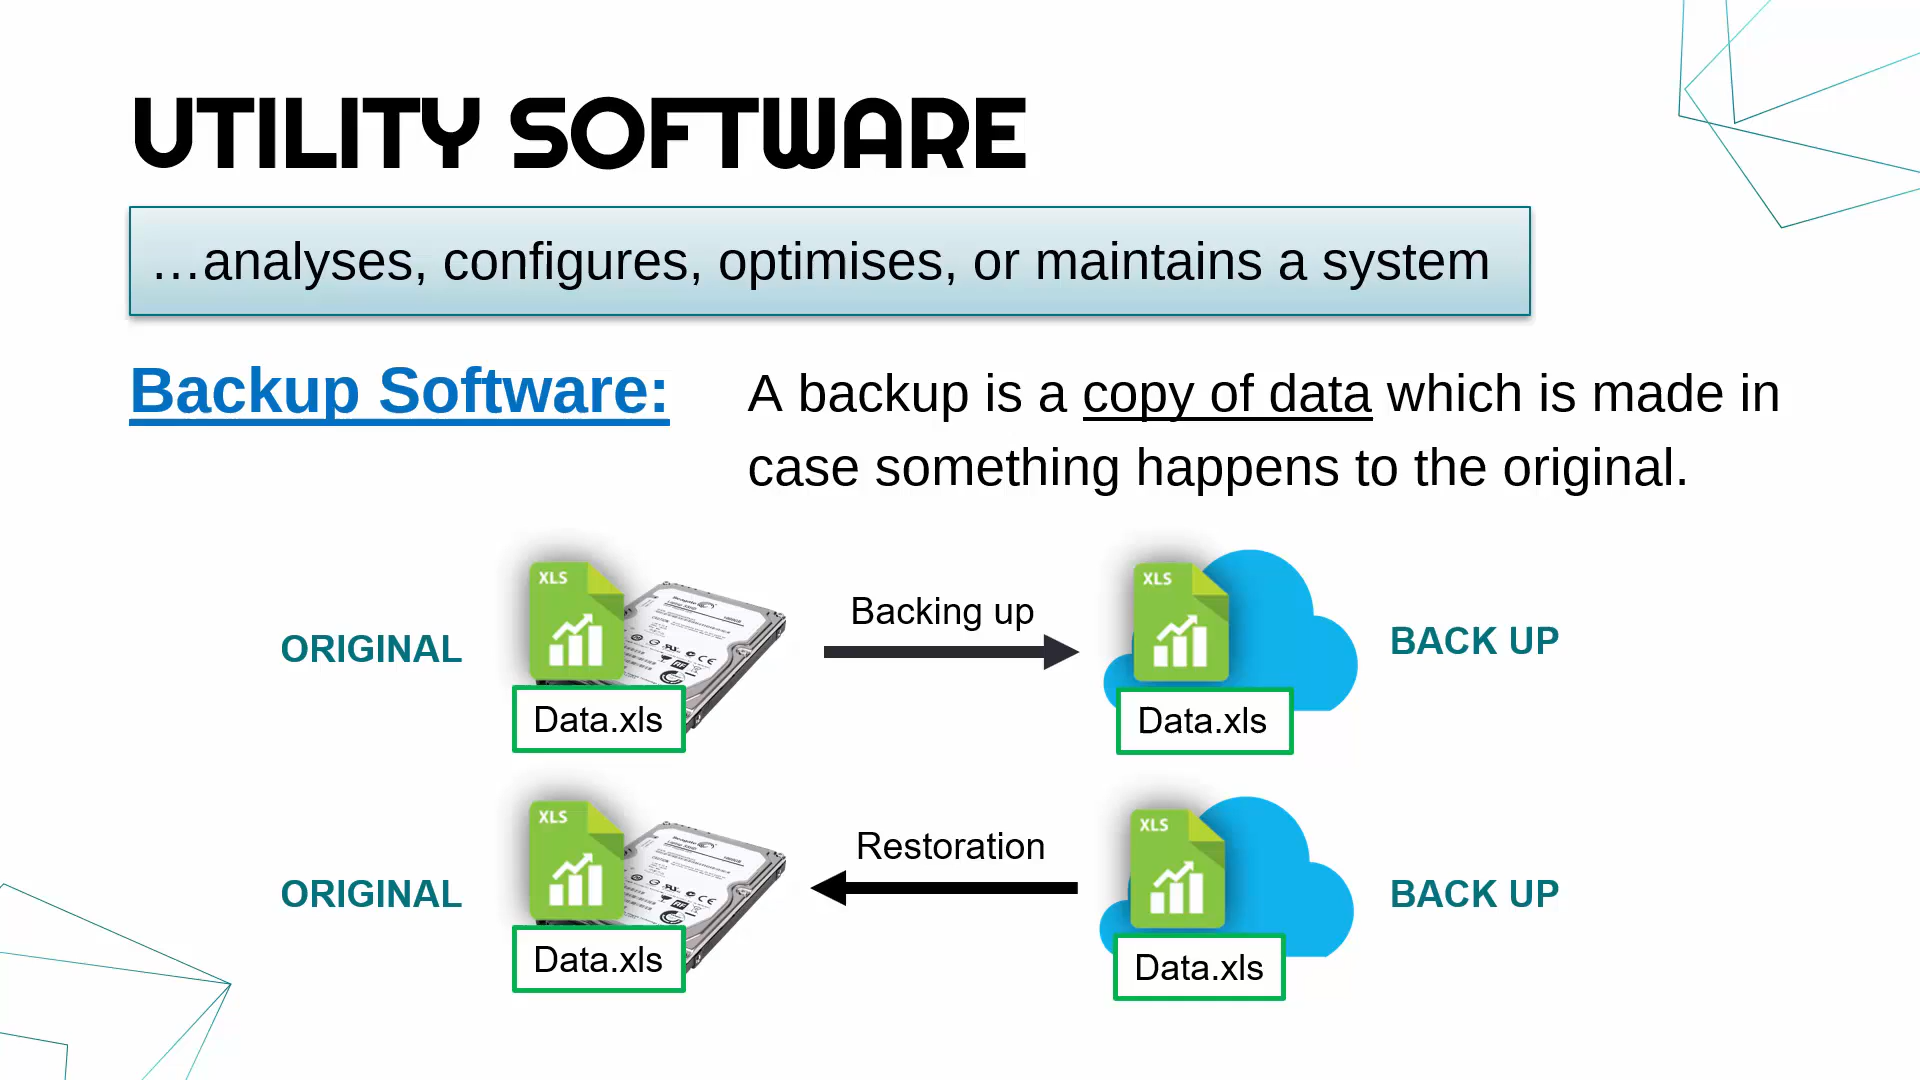 UTILITY SOFTWARE
…analyses, configures, optimises, or maintains a system
Backup Software:
A backup is a copy of data which is made in
case something happens to the original.
ORIGINAL
XLS
Data.xls
Backing up
XLS
Data.xls
BACK UP
ORIGINAL
XLS
Data.xls
Restoration
XLS
Data.xls
BACK UP